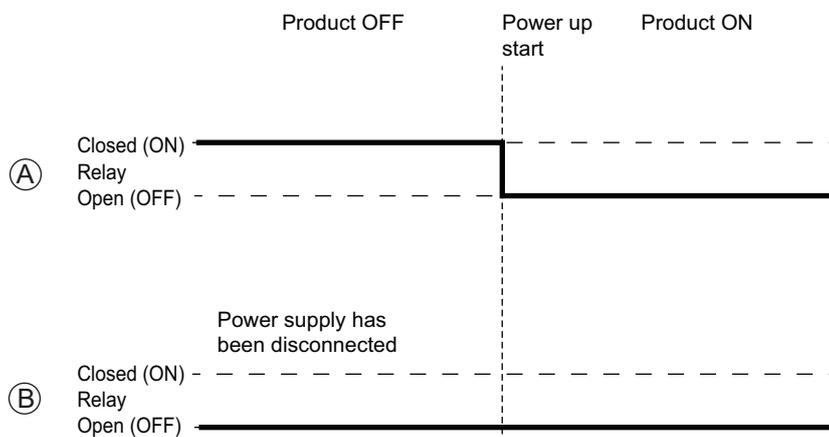 Product OFF
Power up
start
Product ON
A
Closed (ON)
Relay
Open (OFF)
Power supply has
been disconnected
B
Closed (ON)
Relay
Open (OFF)